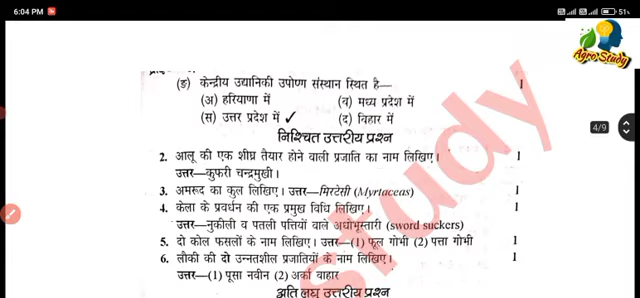 6:04 PM
51%
Agro Study
(ङ) केन्द्रीय उद्यानिकी उपोष्ण संस्थान स्थित है— 1
(अ) हरियाणा में (व) मध्य प्रदेश में
(स) उत्तर प्रदेश में ✓ (द) विहार में
4/9
निश्चित उत्तरीय प्रश्न
2. आलू की एक शीघ्र तैयार होने वाली प्रजाति का नाम लिखिए। 1
उत्तर—कुफरी चन्द्रमुखी।
3. अमरूद का कुल लिखिए। उत्तर—मिरटेसी (Myrtaceas) 1
4. केला के प्रवर्धन की एक प्रमुख विधि लिखिए। 1
उत्तर—नुकीली व पतली पत्तियों वाले अधोभूस्तारी (sword suckers)
5. दो कोल फसलों के नाम लिखिए। उत्तर—(1) फूल गोभी (2) पत्ता गोभी 1
6. लौकी की दो उन्नतशील प्रजातियों के नाम लिखिए। 1
उत्तर—(1) पूसा नवीन (2) अर्का वाहार
अति लघु उत्तरीय प्रश्न
study